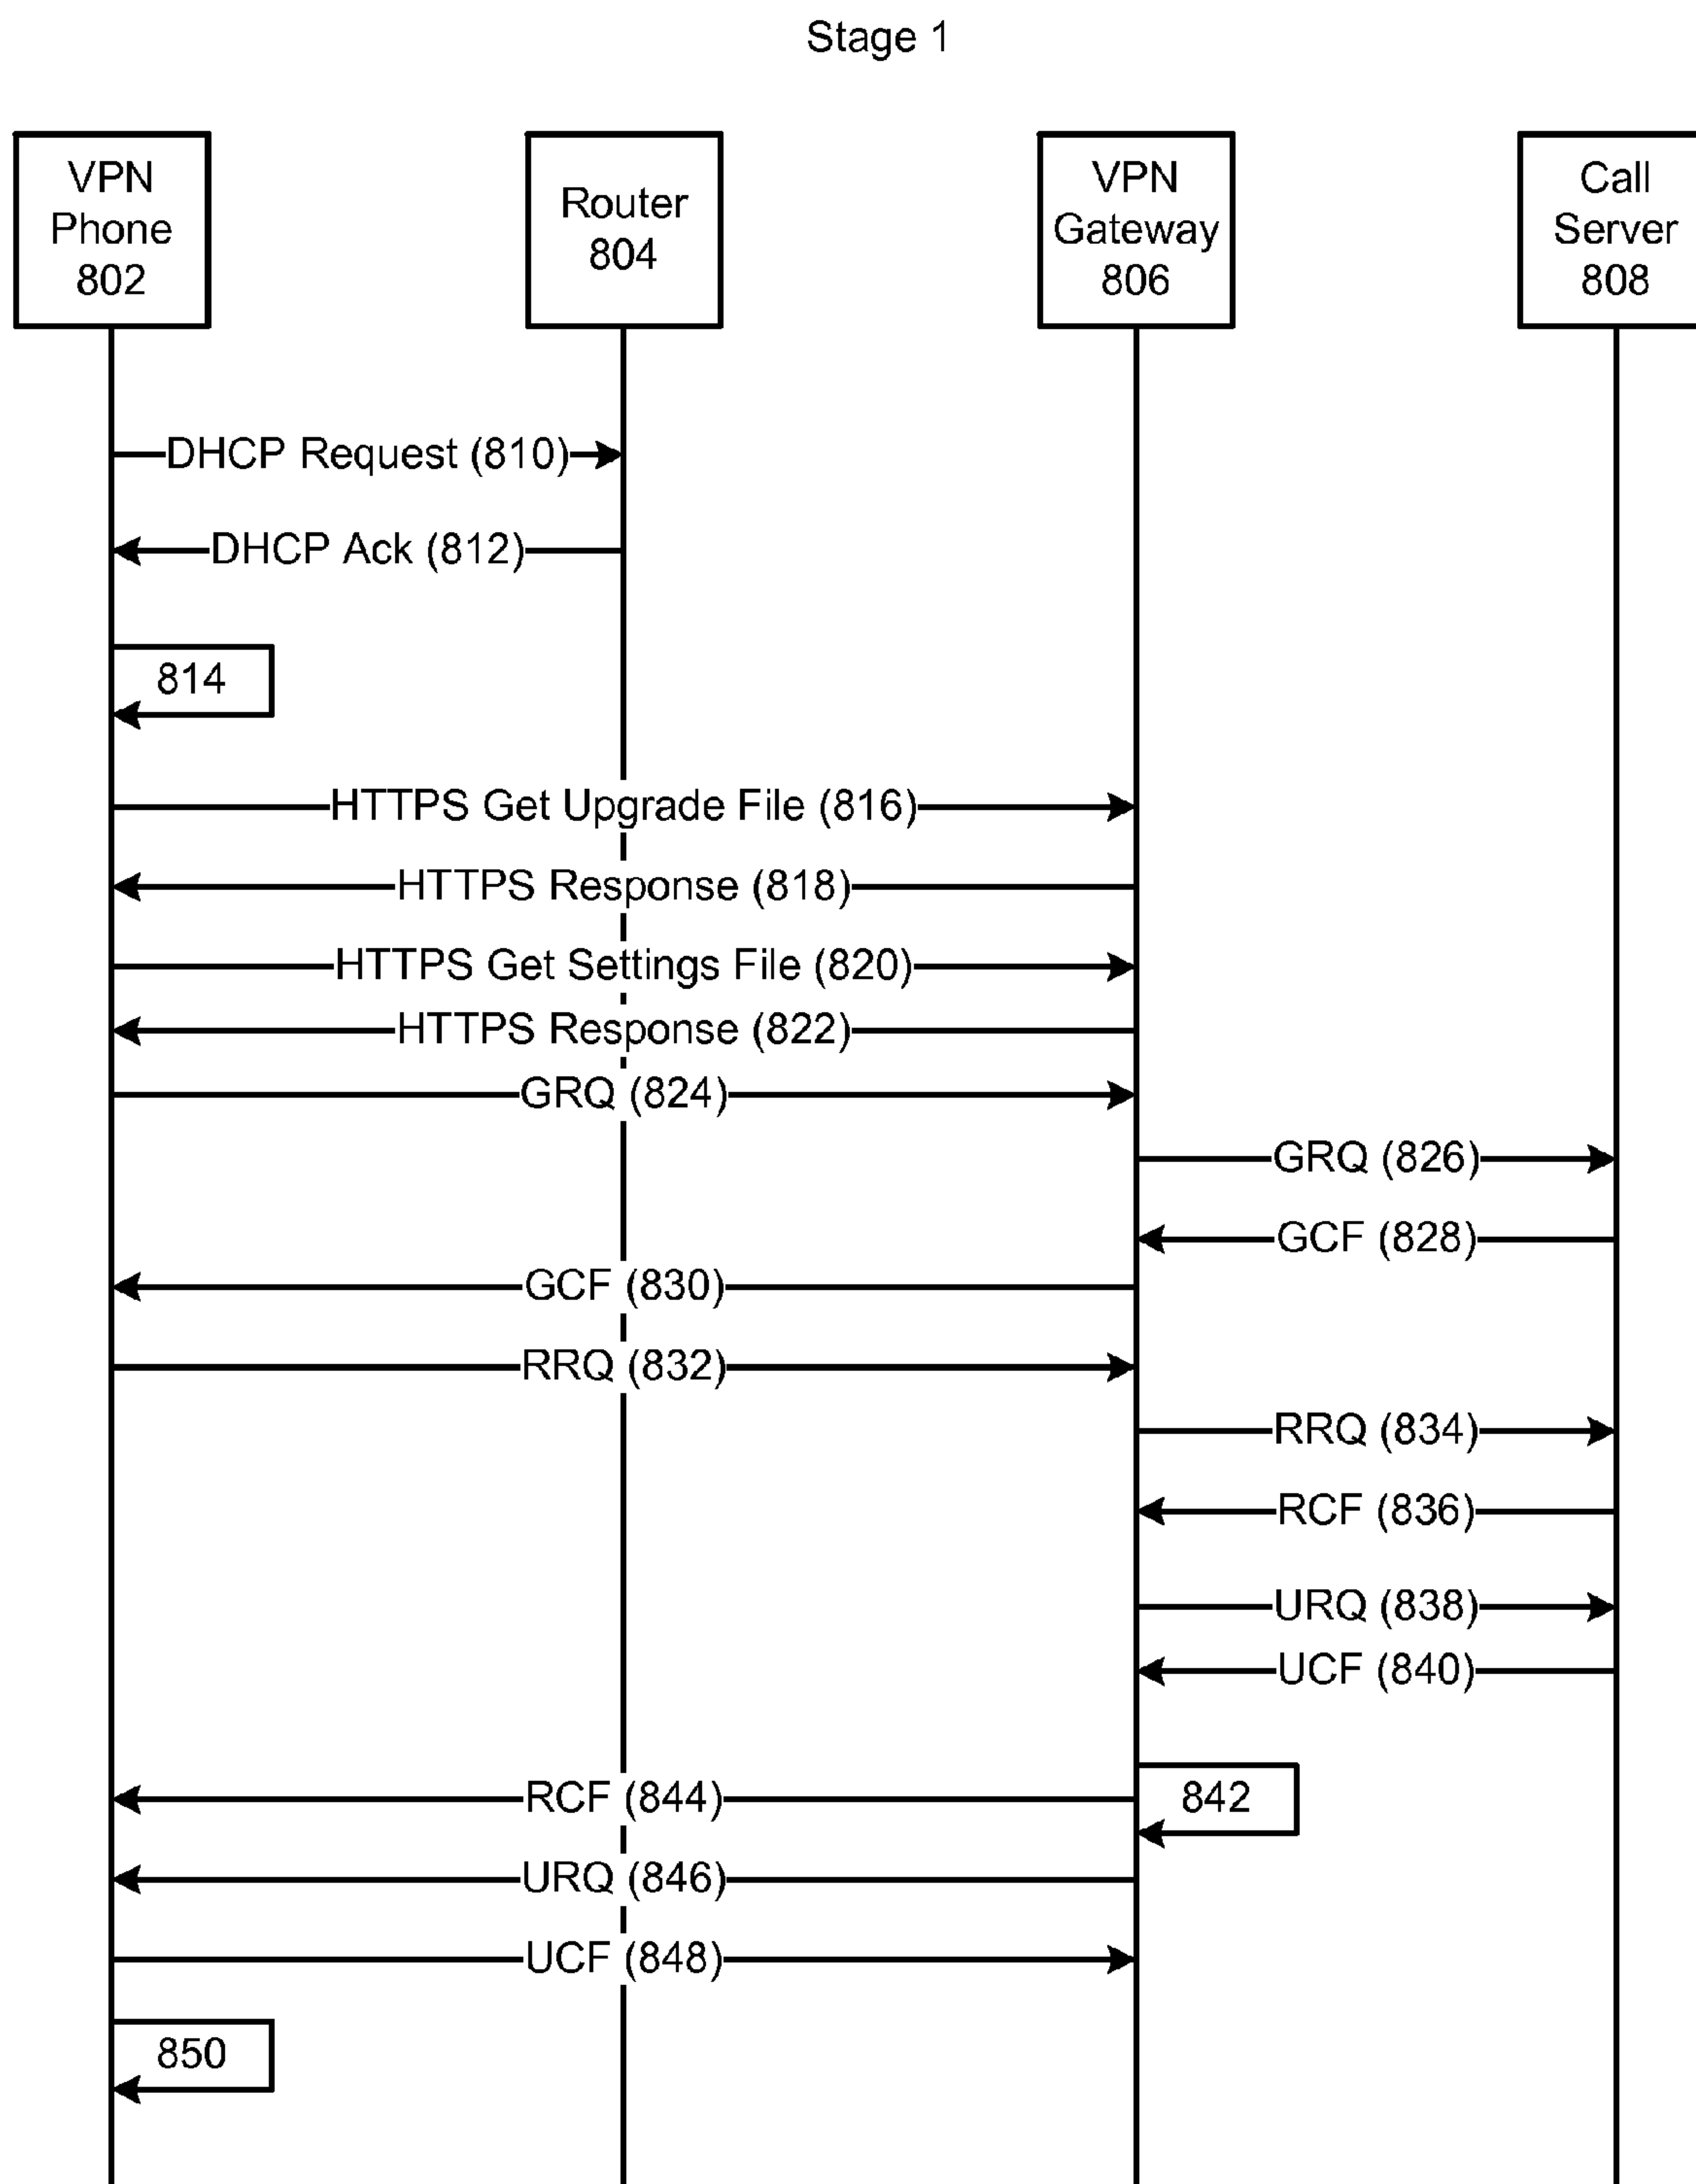 Stage 1
VPN
Phone
802
Router
804
VPN
Gateway
806
Call
Server
808
DHCP Request (810)
DHCP Ack (812)
814
HTTPS Get Upgrade File (816)
HTTPS Response (818)
HTTPS Get Settings File (820)
HTTPS Response (822)
GRQ (824)
GRQ (826)
GCF (828)
GCF (830)
RRQ (832)
RRQ (834)
RCF (836)
URQ (838)
UCF (840)
RCF (844)
842
URQ (846)
UCF (848)
850